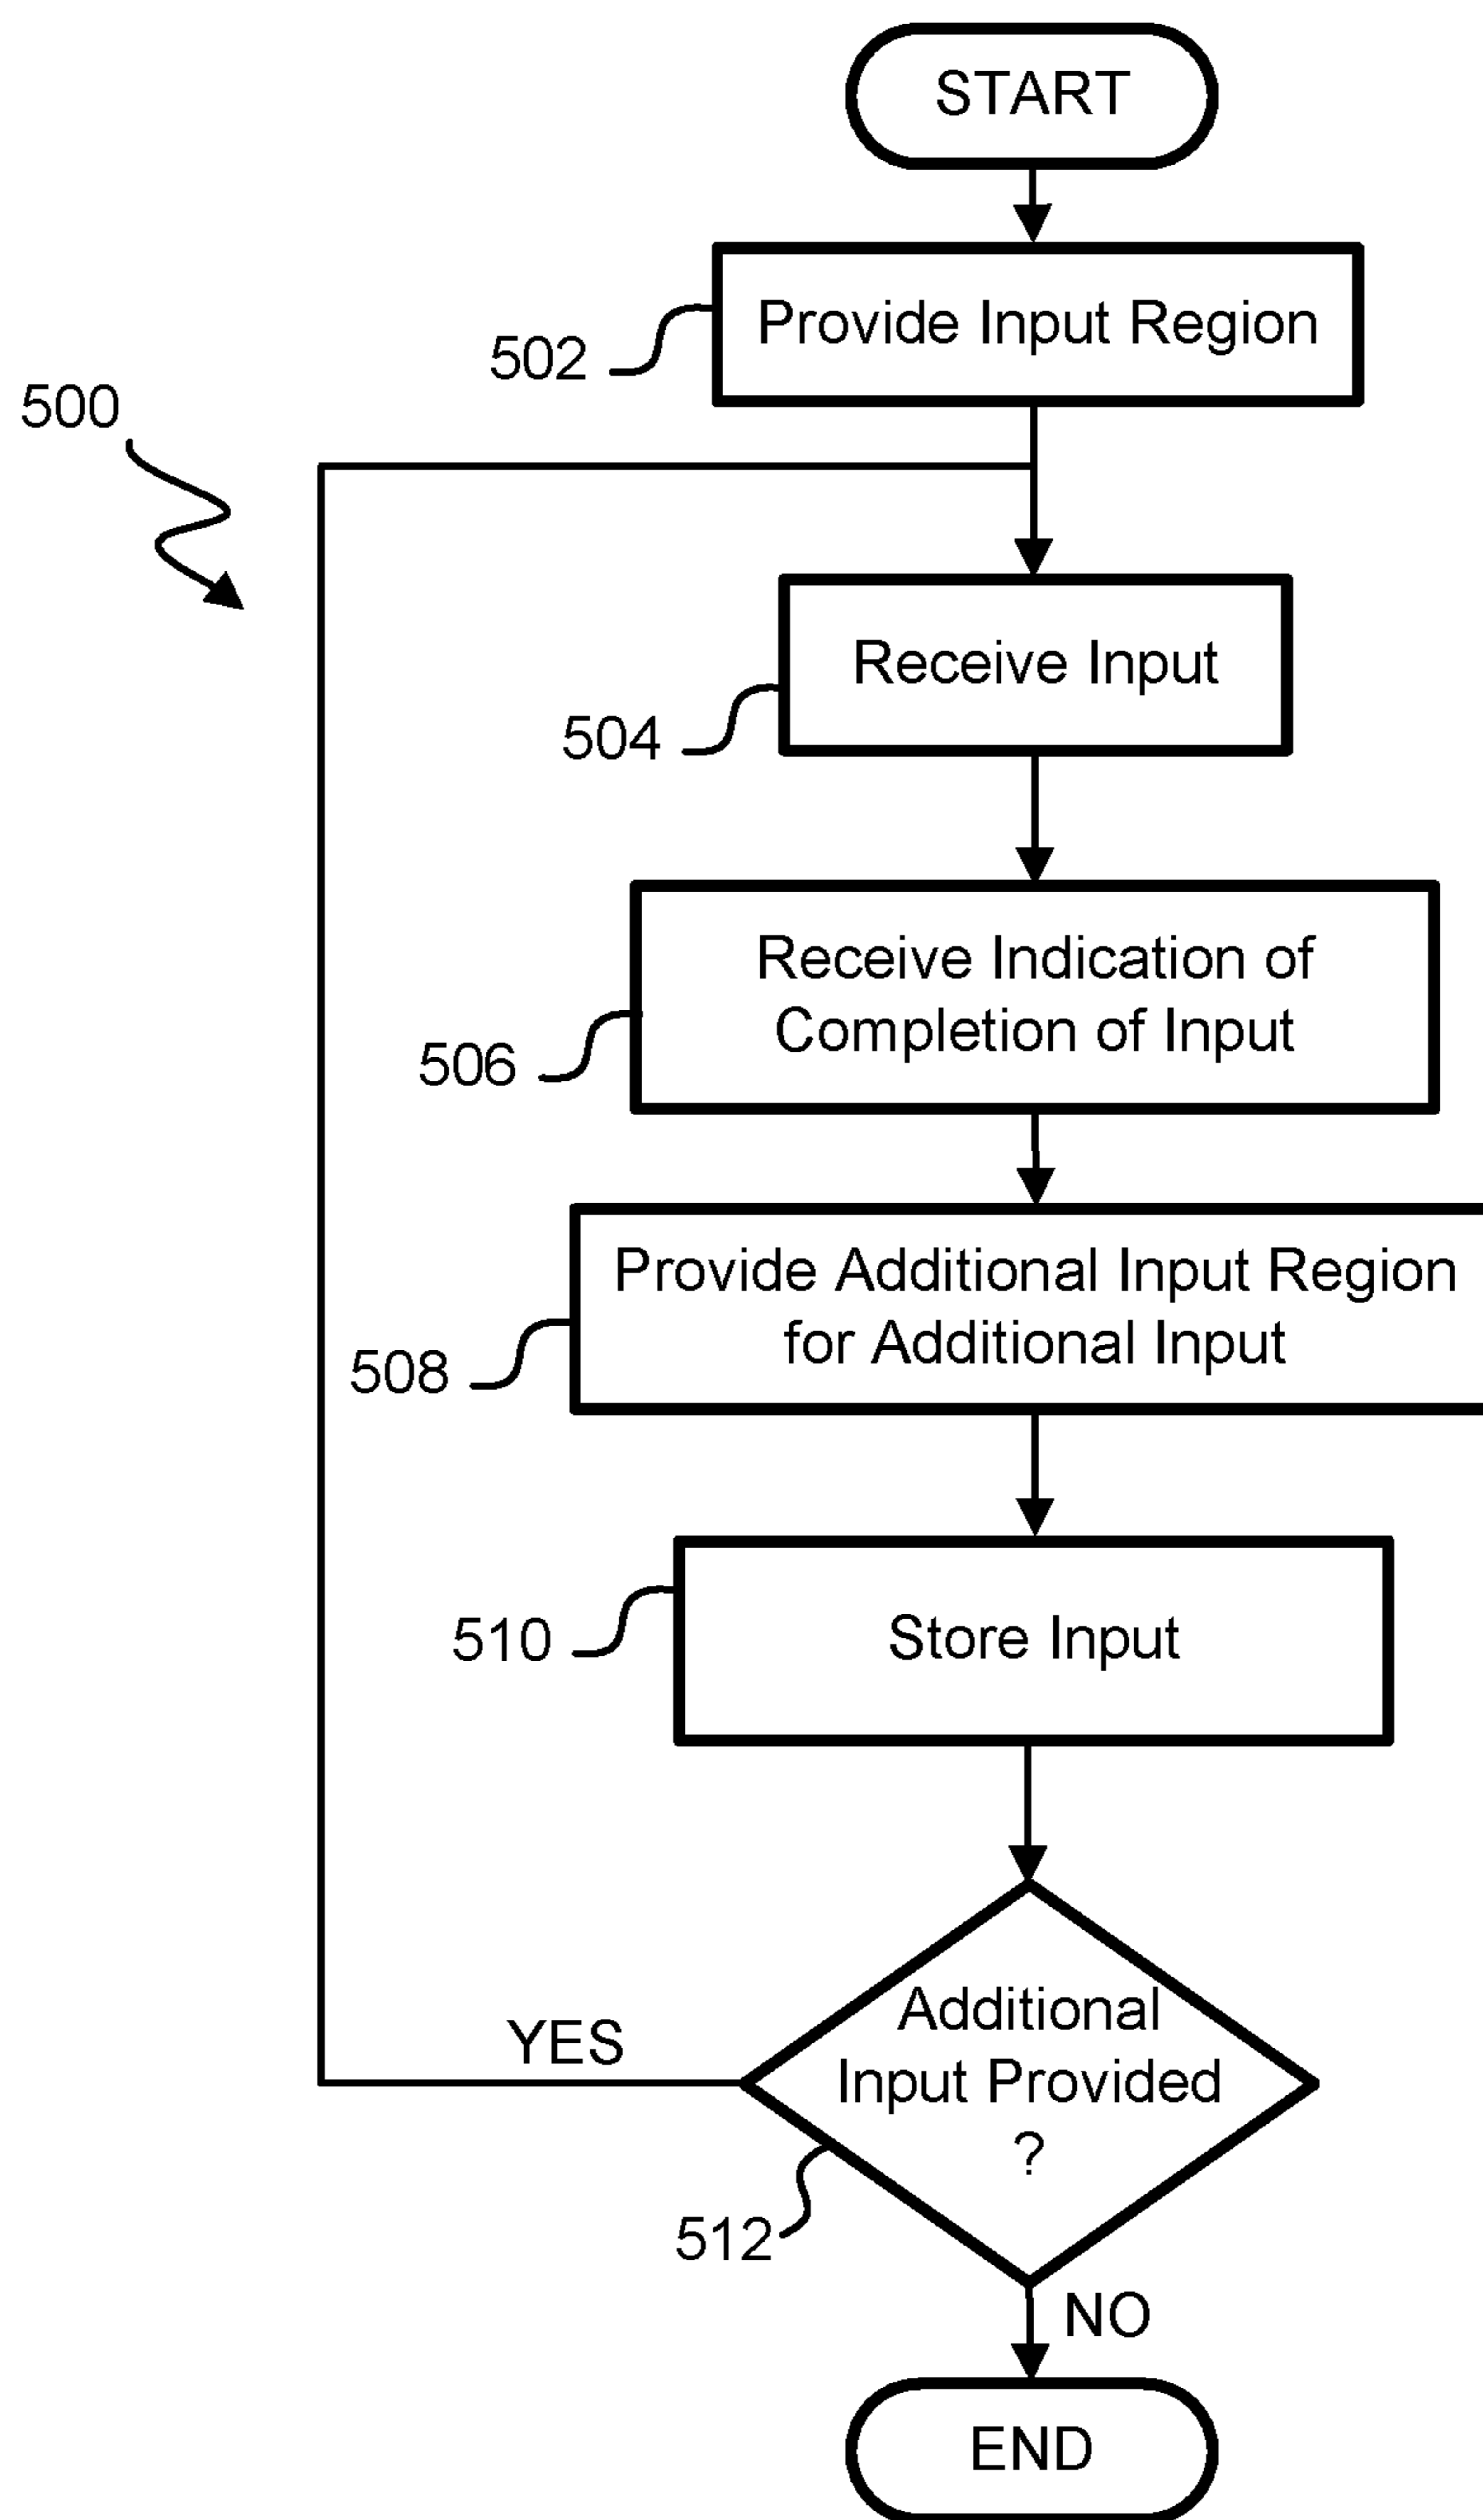 START
Provide Input Region
502
500
Receive Input
504
Receive Indication of
Completion of Input
506
Provide Additional Input Region
for Additional Input
508
Store Input
510
Additional
Input Provided
?
YES
512
NO
END